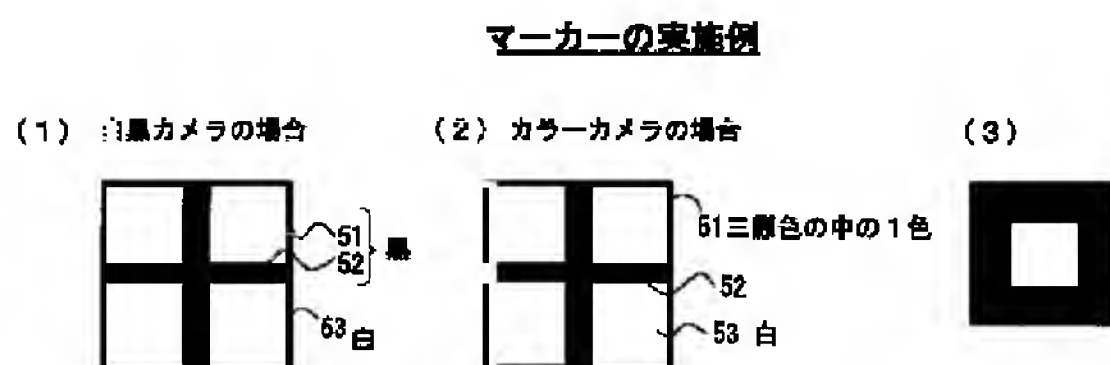 マーカーの実施例
(1) 白黒カメラの場合
(2) カラーカメラの場合
(3)
51
52
黒
53 白
51 三原色の中の1色
52
53 白